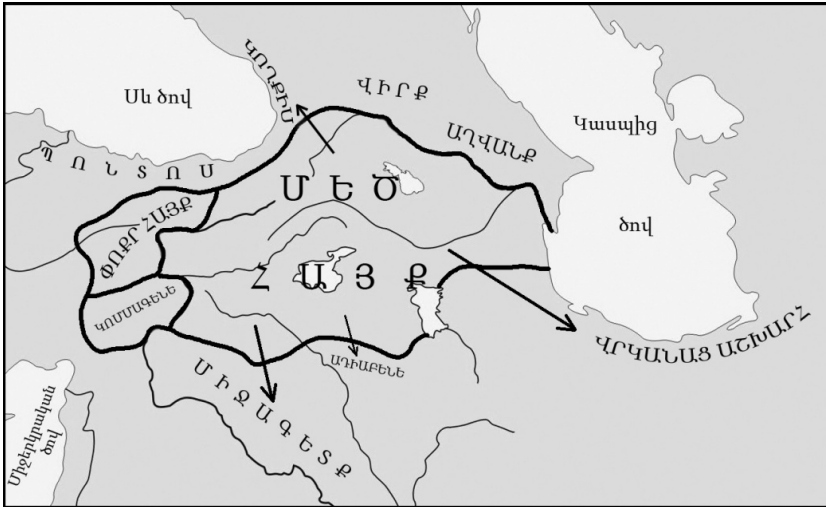 ԿՈՂՔԻՍ
ՎԻՐՔ
Սև ծով
Կասպից
ԱՂՎԱՆՔ
ՊՈՆՏՈՍ
ՄԵԾ
ՓՈՔՐ ՀԱՅՔ
ծով
ՀԱՅՔ
ԿՈՄՄԱԳԵՆԵ
ՎՐԿԱՆԱՑ ԱՇԽԱՐՀ
ԱԴԻԱԲԵՆԵ
ՄԻՋԱԳԵՏՔ
Միջերկրական
ծով